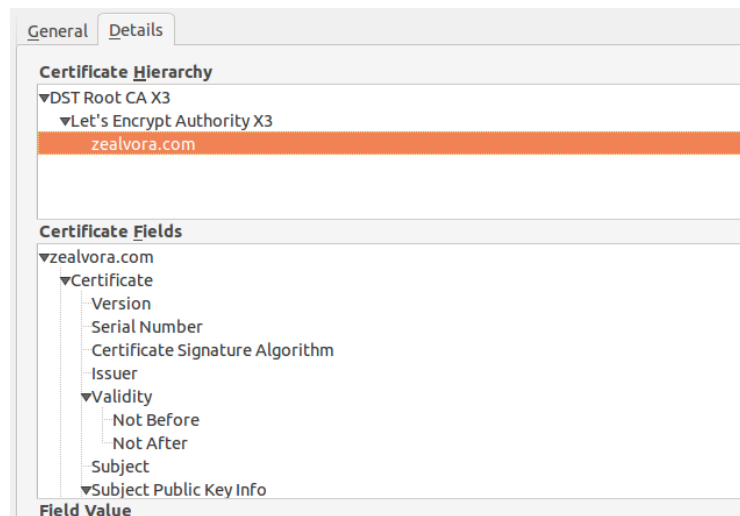 General Details
Certificate Hierarchy
DST Root CA X3
Let's Encrypt Authority X3
zealvora.com
Certificate Fields
zealvora.com
Certificate
Version
Serial Number
Certificate Signature Algorithm
Issuer
Validity
Not Before
Not After
Subject
Subject Public Key Info
Field Value